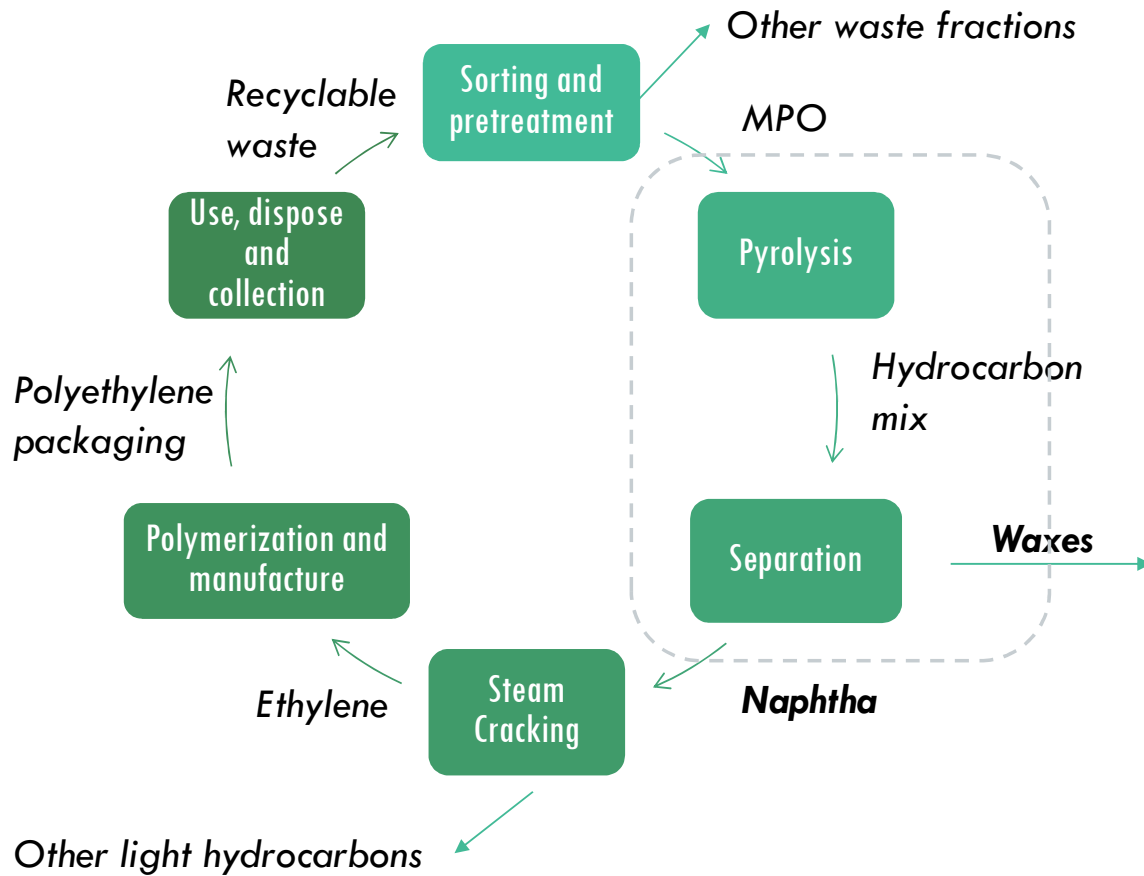 Other waste fractions
Sorting and
pretreatment
Recyclable
waste
MPO
Use, dispose
and
collection
Pyrolysis
Hydrocarbon
mix
Polyethylene
packaging
Polymerization and
manufacture
Separation
Waxes
Steam
Cracking
Ethylene
Naphtha
Other light hydrocarbons